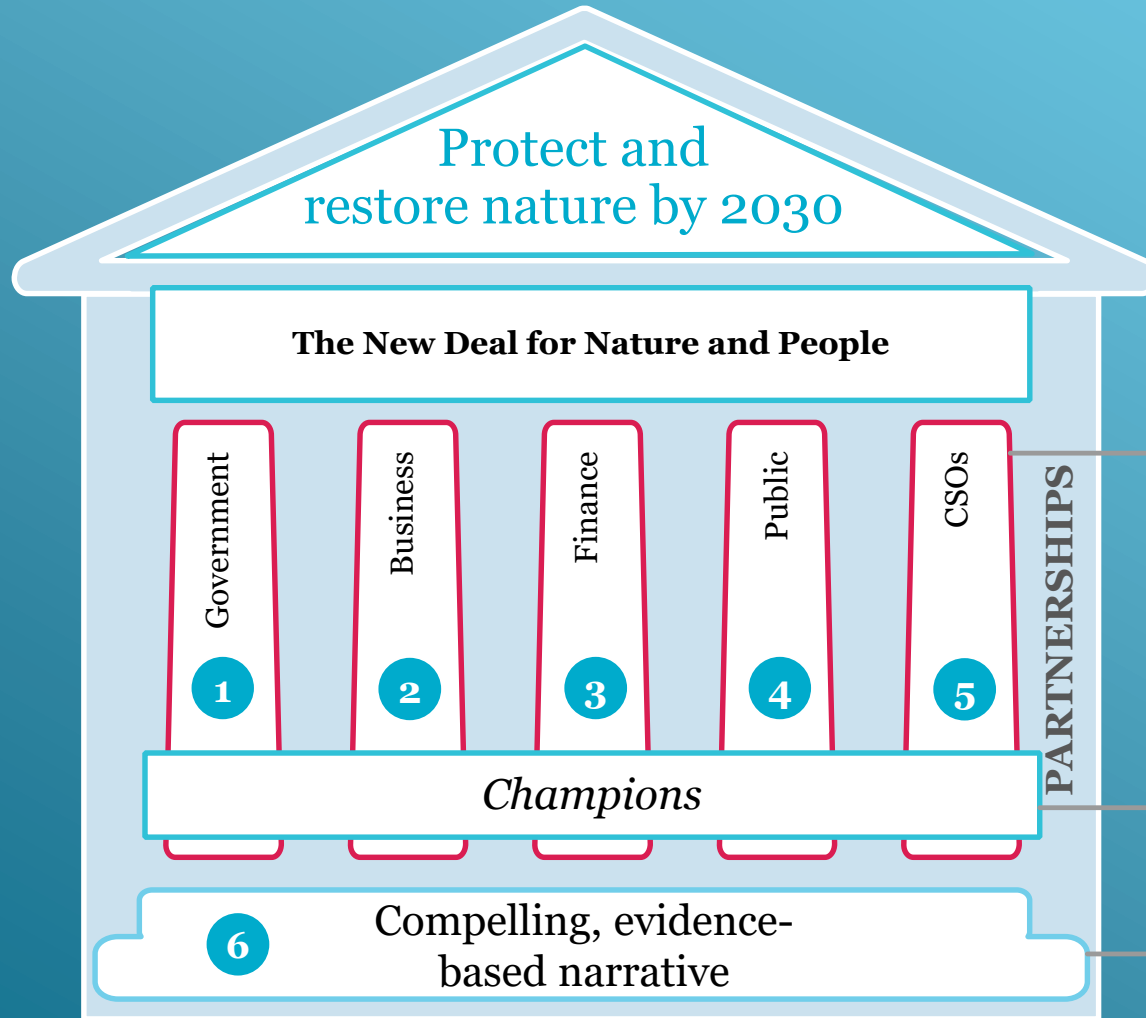 Protect and
restore nature by 2030
The New Deal for Nature and People
Government
Business
Finance
Public
CSOs
PARTNERSHIPS
1
2
3
4
5
Champions
6
Compelling, evidence-
based narrative